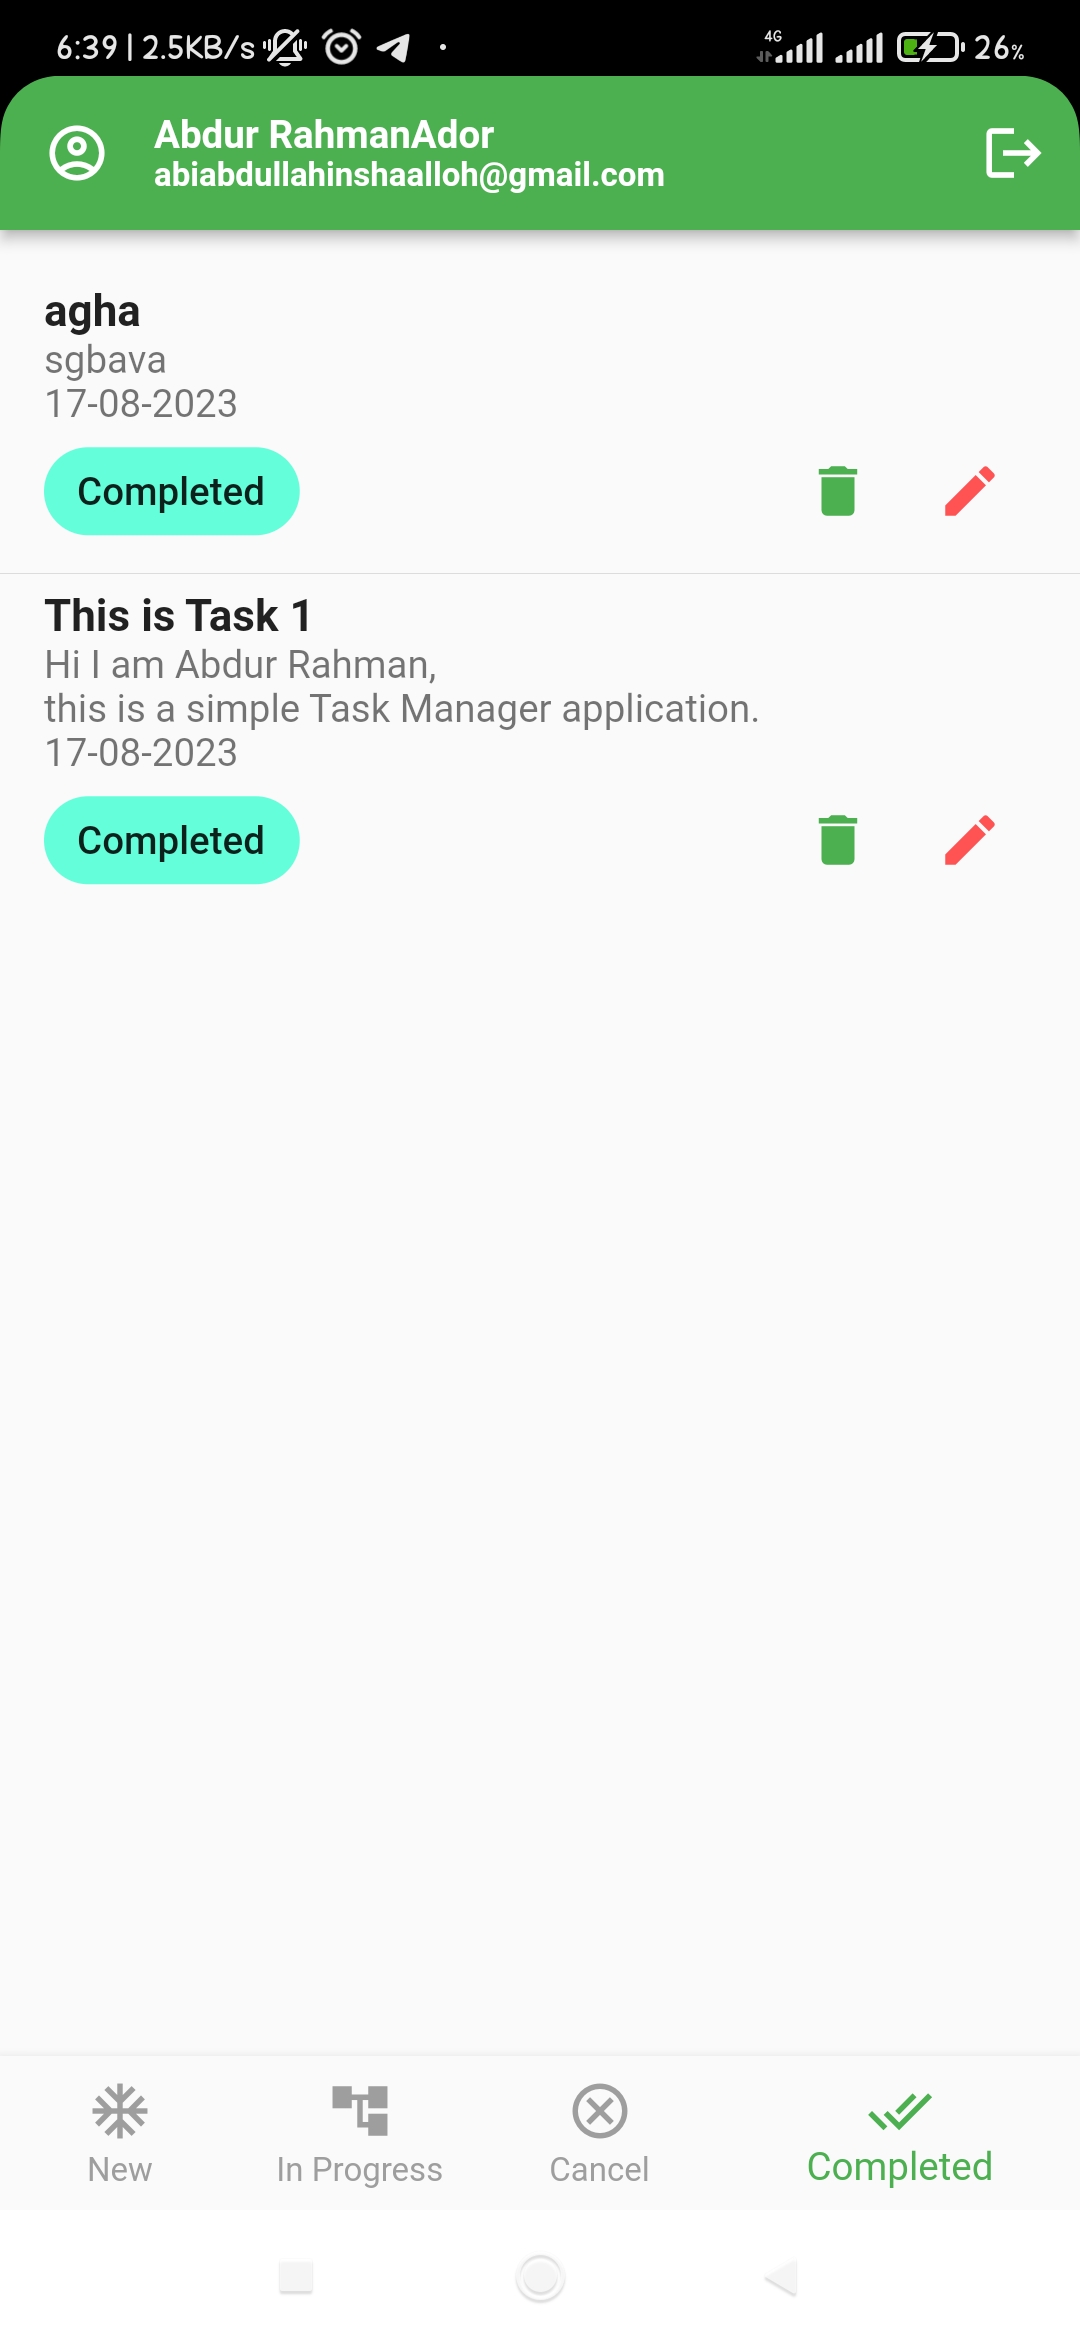 6:39 | 2.5KB/s
4G
26%
Abdur RahmanAdor
abiabdullahinshaalloh@gmail.com
agha
sgbava
17-08-2023
Completed
This is Task 1
Hi I am Abdur Rahman,
this is a simple Task Manager application.
17-08-2023
Completed
New
In Progress
Cancel
Completed